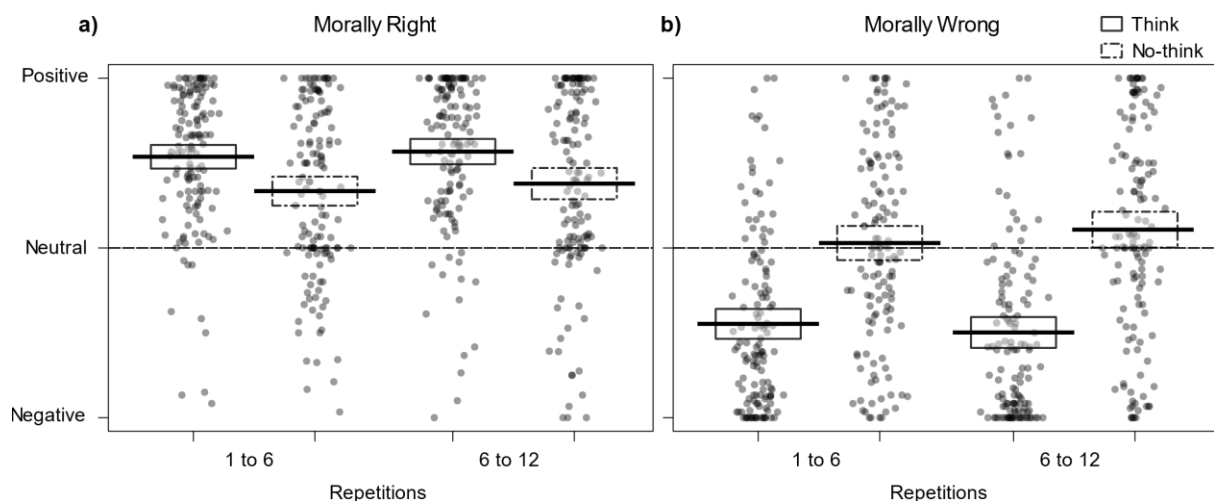 a) Morally Right
b) Morally Wrong
Think
No-think
Positive
Neutral
Negative
1 to 6
6 to 12
Repetitions
1 to 6
6 to 12
Repetitions